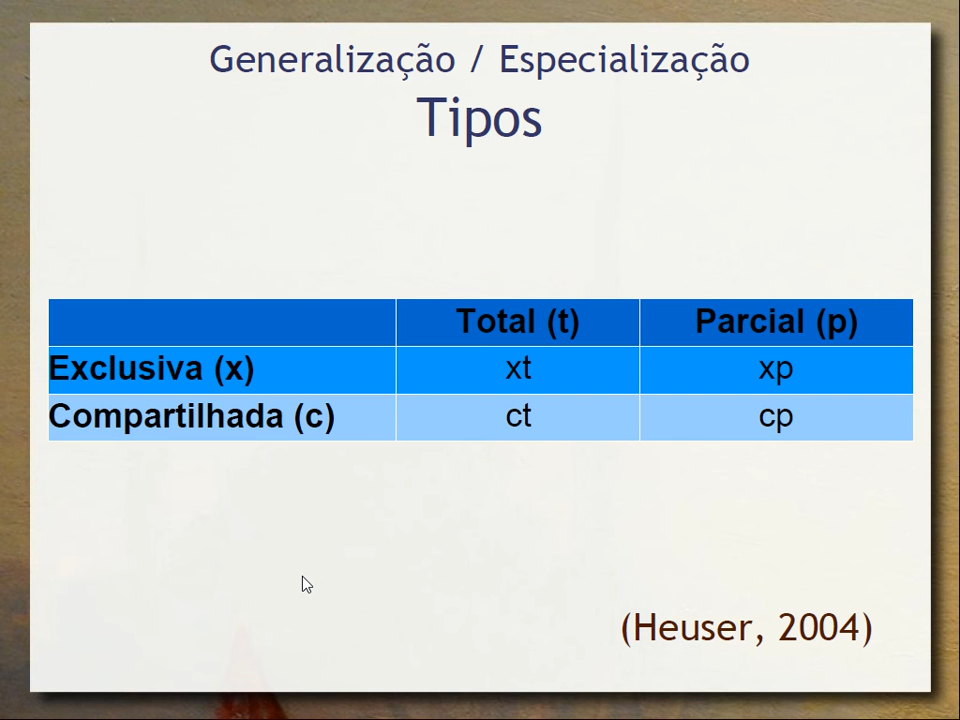 Generalização / Especialização
Tipos
Total (t) Parcial (p)
Exclusiva (x) xt xp
Compartilhada (c) ct cp
(Heuser, 2004)